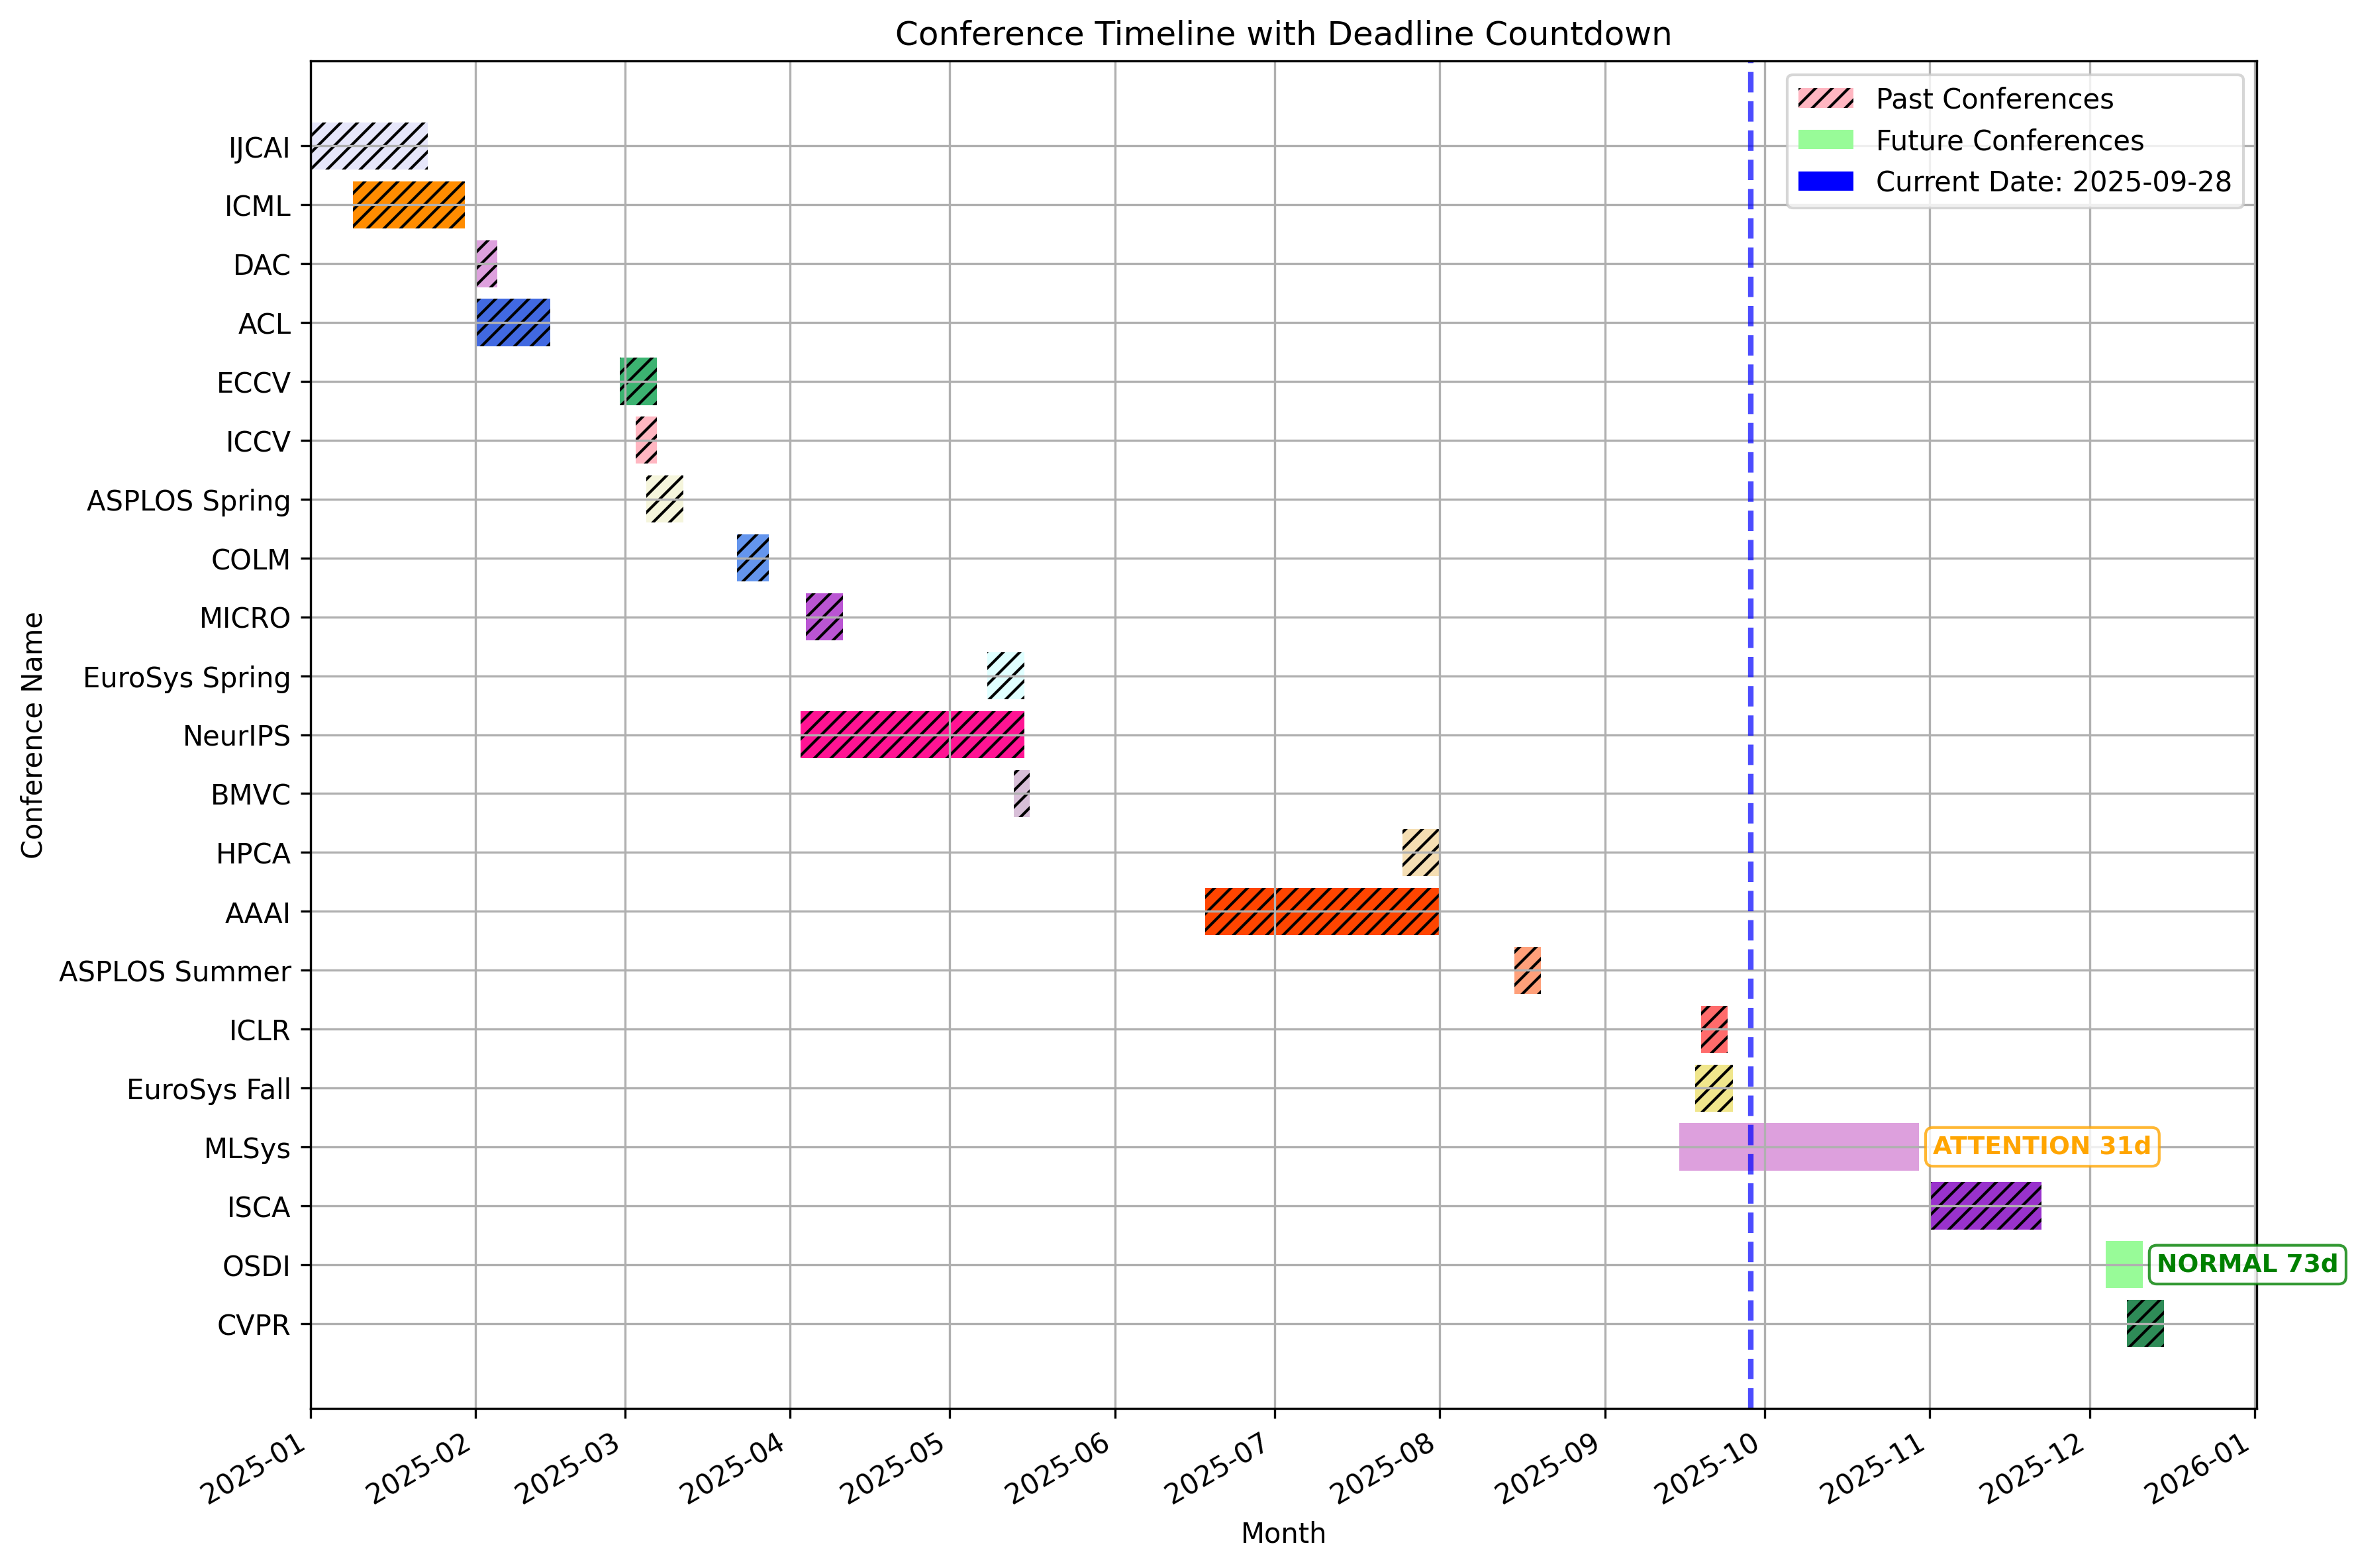 Conference Timeline with Deadline Countdown
Past Conferences
Future Conferences
Current Date: 2025-09-28
Conference Name
IJCAI
ICML
DAC
ACL
ECCV
ICCV
ASPLOS Spring
COLM
MICRO
EuroSys Spring
NeurIPS
BMVC
HPCA
AAAI
ASPLOS Summer
ICLR
EuroSys Fall
MLSys
ATTENTION 31d
ISCA
OSDI
NORMAL 73d
CVPR
2025-01
2025-02
2025-03
2025-04
2025-05
2025-06
2025-07
2025-08
2025-09
2025-10
2025-11
2025-12
2026-01
Month